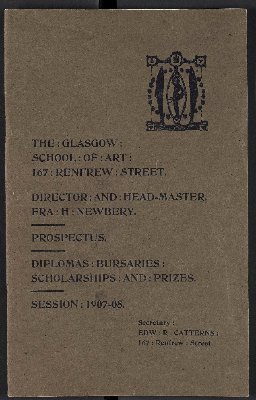 THE : GLASGOW :
SCHOOL : OF : ART :
167 : RENFREW : STREET.
DIRECTOR : AND : HEAD-MASTER,
FRA : H : NEWBERY.
PROSPECTUS.
DIPLOMAS : BURSARIES :
SCHOLARSHIPS : AND : PRIZES.
SESSION : 1907-08.
Secretary :
EDW : R : CATTERNS :
167 : Renfrew : Street